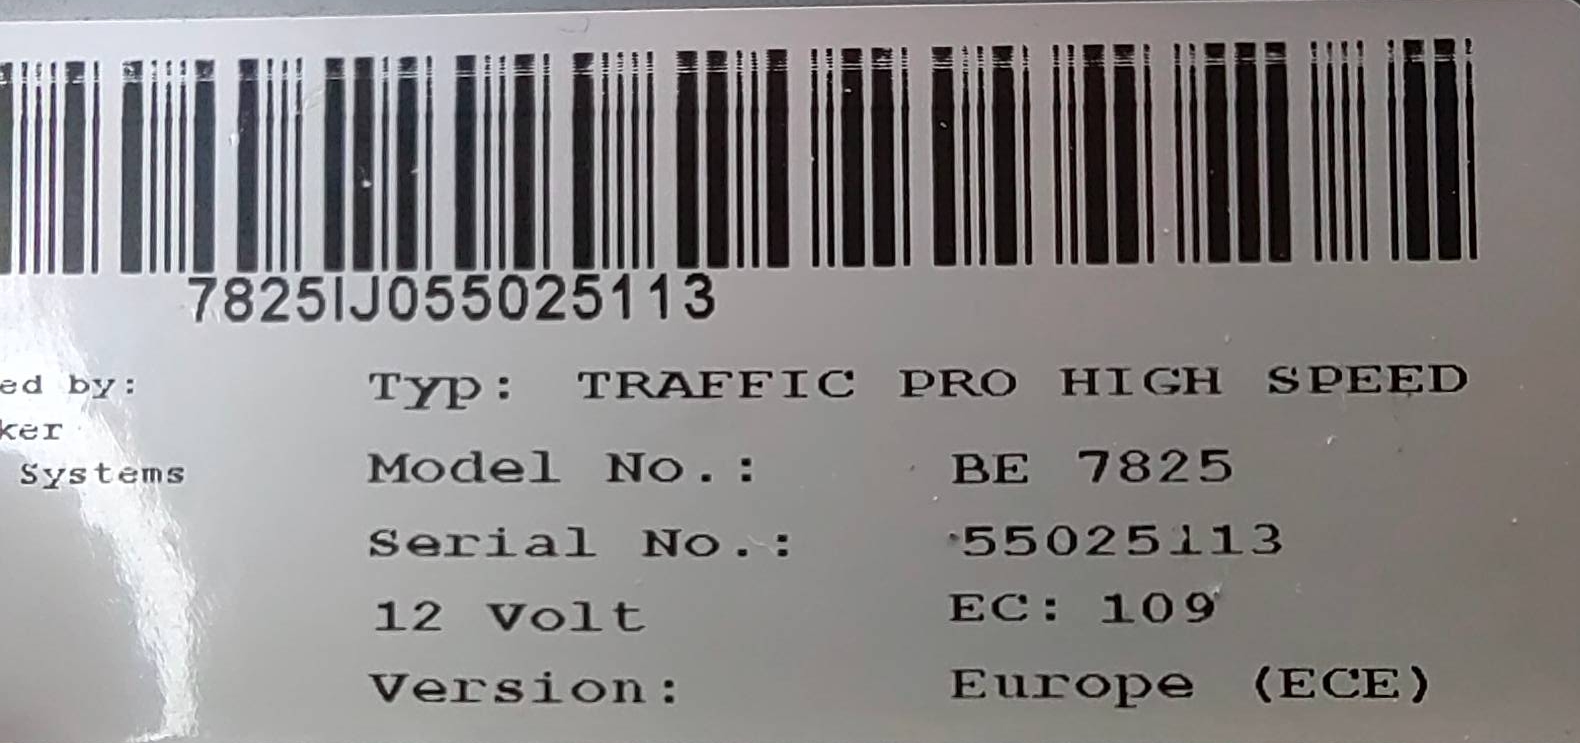 7825IJ055025113
ed by:
ker
Systems
Typ: TRAFFIC PRO HIGH SPEED
Model No.: BE 7825
Serial No.: 55025113
12 Volt EC: 109
Version: Europe (ECE)